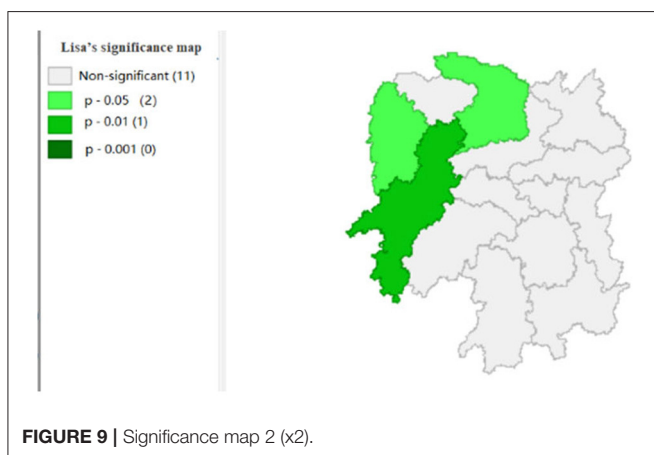 Lisa's significance map
Non-significant (11)
p - 0.05 (2)
p - 0.01 (1)
p - 0.001 (0)
FIGURE 9 | Significance map 2 (x2).